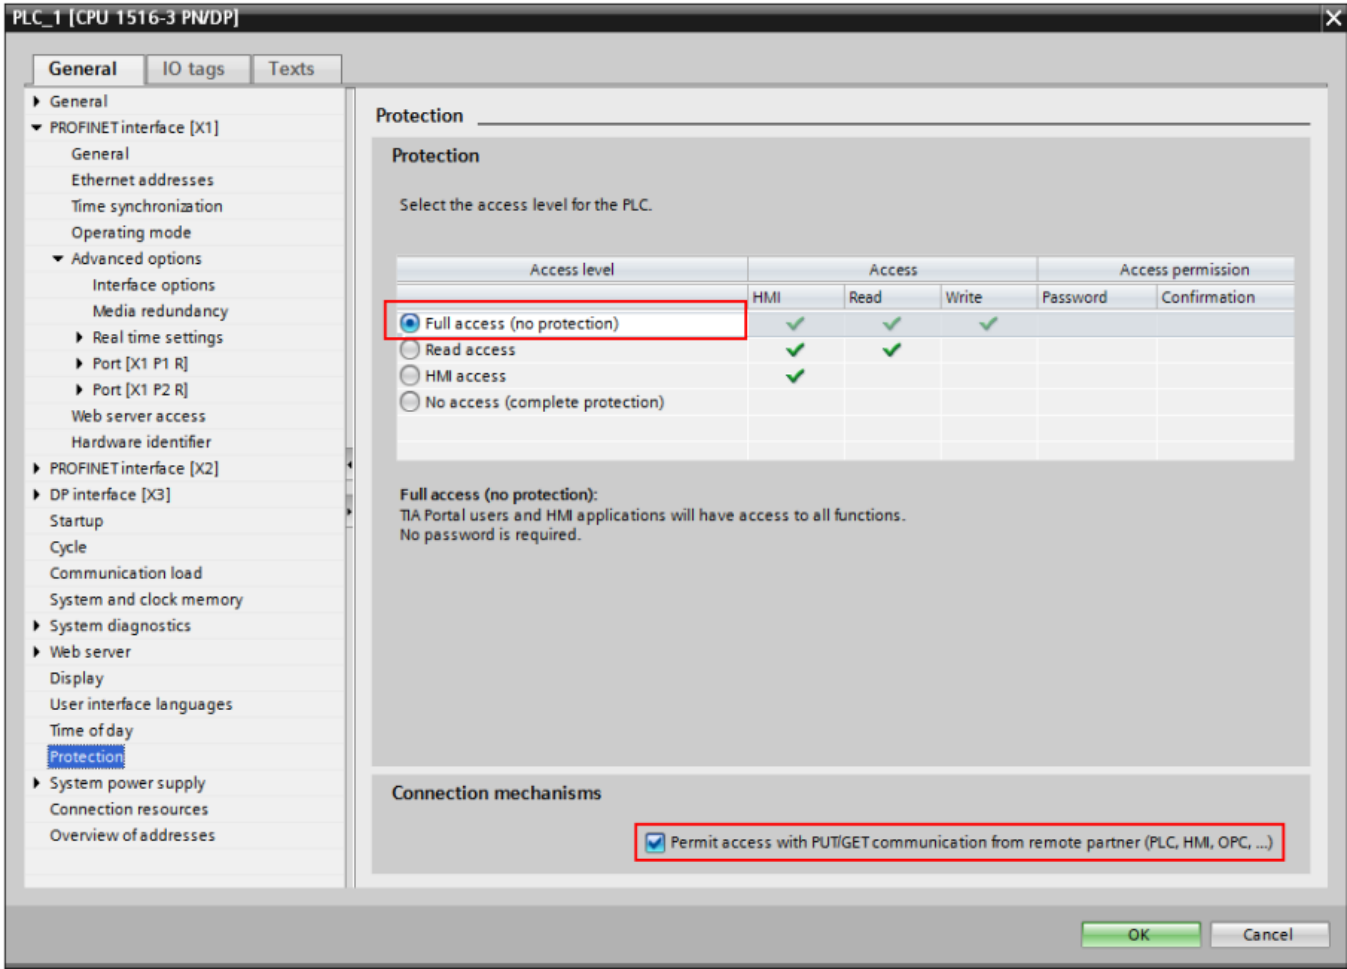 PLC_1 [CPU 1516-3 PN/DP]
General IO tags Texts
General
PROFINET interface [X1]
General
Ethernet addresses
Time synchronization
Operating mode
Advanced options
Interface options
Media redundancy
Real time settings
Port [X1 P1 R]
Port [X1 P2 R]
Web server access
Hardware identifier
PROFINET interface [X2]
DP interface [X3]
Startup
Cycle
Communication load
System and clock memory
System diagnostics
Web server
Display
User interface languages
Time of day
Protection
System power supply
Connection resources
Overview of addresses
Protection
Protection
Select the access level for the PLC.
Access level Access Access permission
HMI Read Write Password Confirmation
Full access (no protection)
Read access
HMI access
No access (complete protection)
Full access (no protection):
TIA Portal users and HMI applications will have access to all functions.
No password is required.
Connection mechanisms
Permit access with PUT/GET communication from remote partner (PLC, HMI, OPC, ...)
OK Cancel